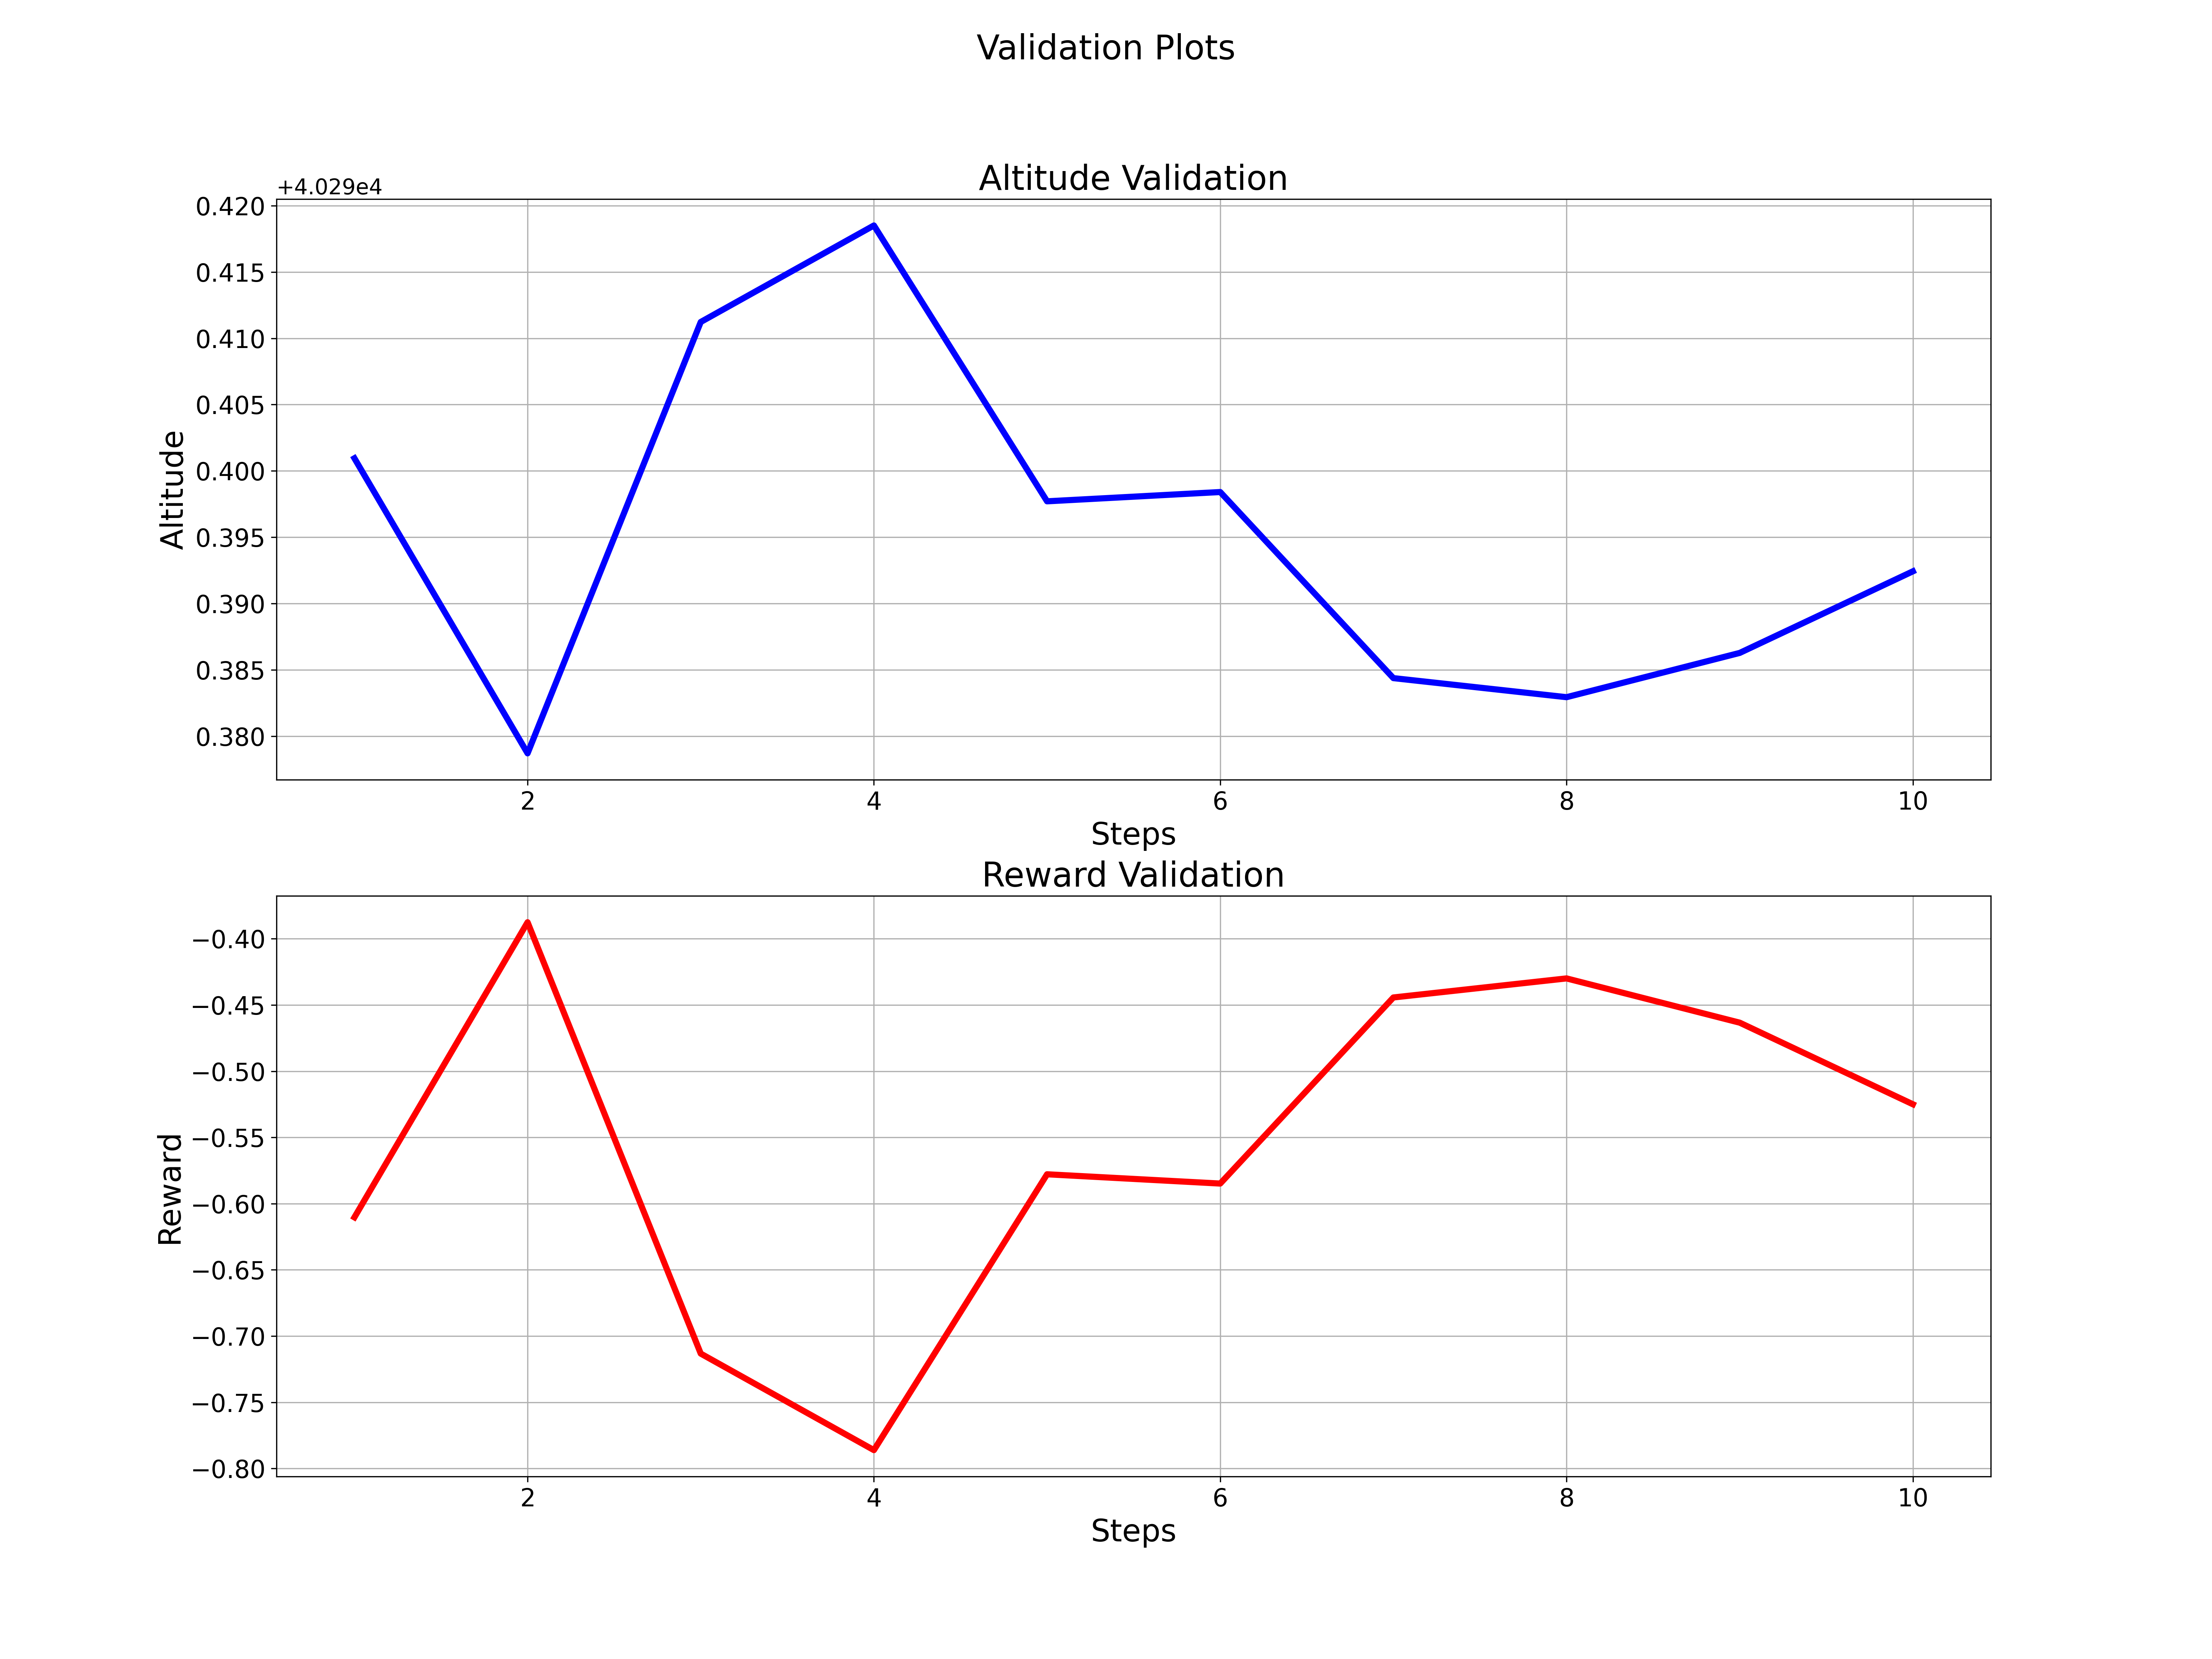 Validation Plots
Altitude Validation
+4.029e4
0.420
0.415
0.410
0.405
0.400
0.395
0.390
0.385
0.380
Altitude
2 4 6 8 10
Steps
Reward Validation
−0.40
−0.45
−0.50
−0.55
−0.60
−0.65
−0.70
−0.75
−0.80
Reward
2 4 6 8 10
Steps